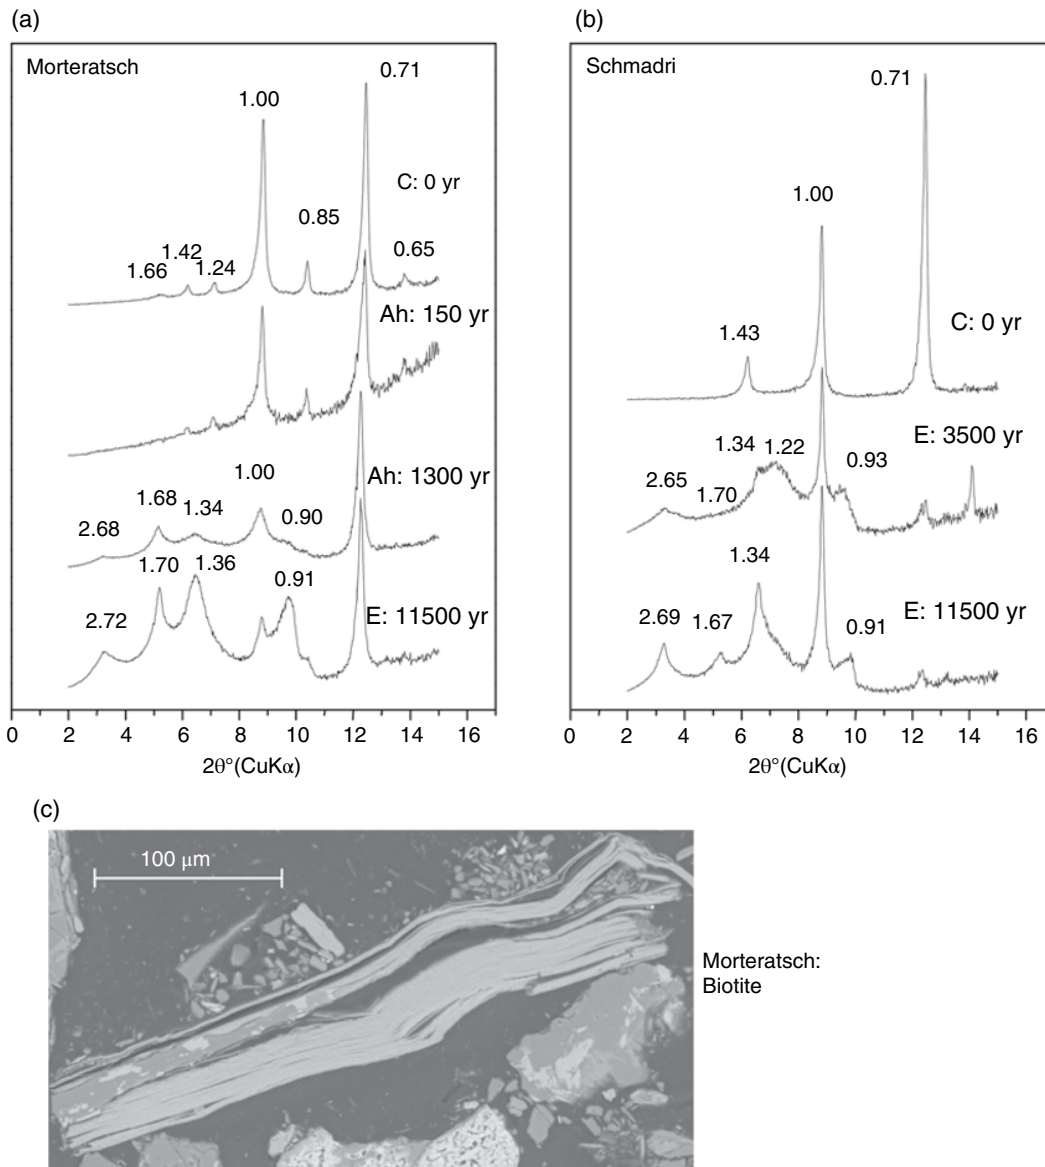 (a)
Morteratsch
0.71
1.00
C: 0 yr
0.85
1.42
1.66
1.24
0.65
Ah: 150 yr
Ah: 1300 yr
1.00
1.68
1.34
0.90
2.68
1.70
1.36
0.91
2.72
E: 11500 yr
0 2 4 6 8 10 12 14 16
2θ°(CuKα)
(b)
Schmadri
0.71
1.00
C: 0 yr
1.43
E: 3500 yr
1.34
1.22
0.93
2.65
1.70
1.34
E: 11500 yr
2.69
1.67
0.91
0 2 4 6 8 10 12 14 16
2θ°(CuKα)
(c)
100 μm
Morteratsch:
Biotite